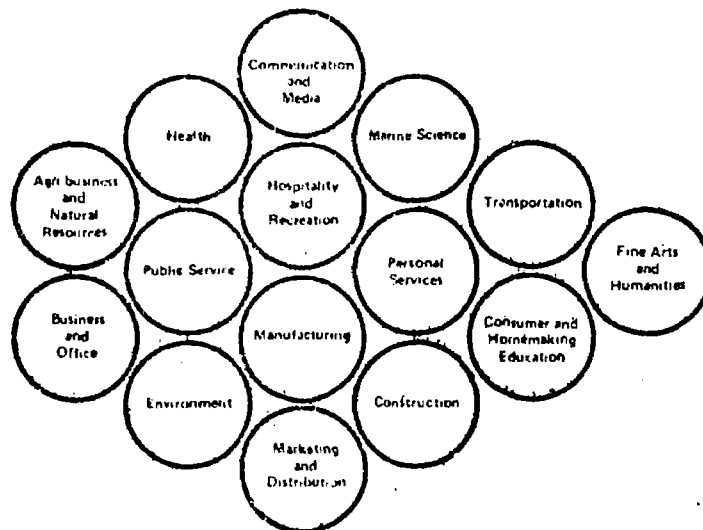 Communication
and
Media
Health
Marine Science
Agri business
and
Natural
Resources
Hospitality
and
Recreation
Transportation
Public Service
Personal
Services
Fine Arts
and
Humanities
Business
and
Office
Manufacturing
Consumer and
Homemaking
Education
Environment
Construction
Marketing
and
Distribution